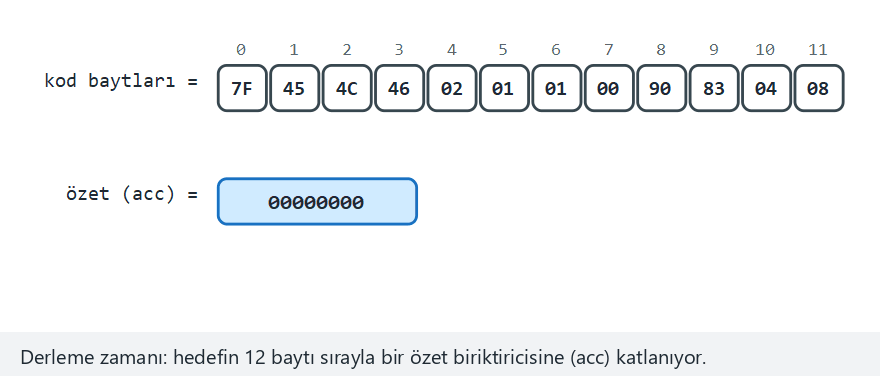 0 1 2 3 4 5 6 7 8 9 10 11
kod baytları = 7F 45 4C 46 02 01 01 00 90 83 04 08
özet (acc) = 00000000
Derleme zamanı: hedefin 12 baytı sırayla bir özet biriktiricisine (acc) katlanıyor.